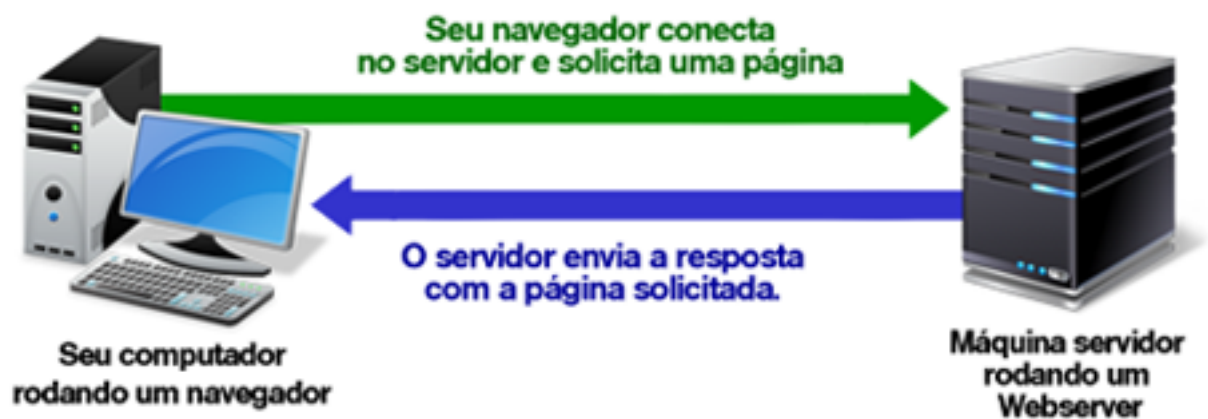 Seu navegador conecta
no servidor e solicita uma página
O servidor envia a resposta
com a página solicitada.
Seu computador
rodando um navegador
Máquina servidor
rodando um
Webserver